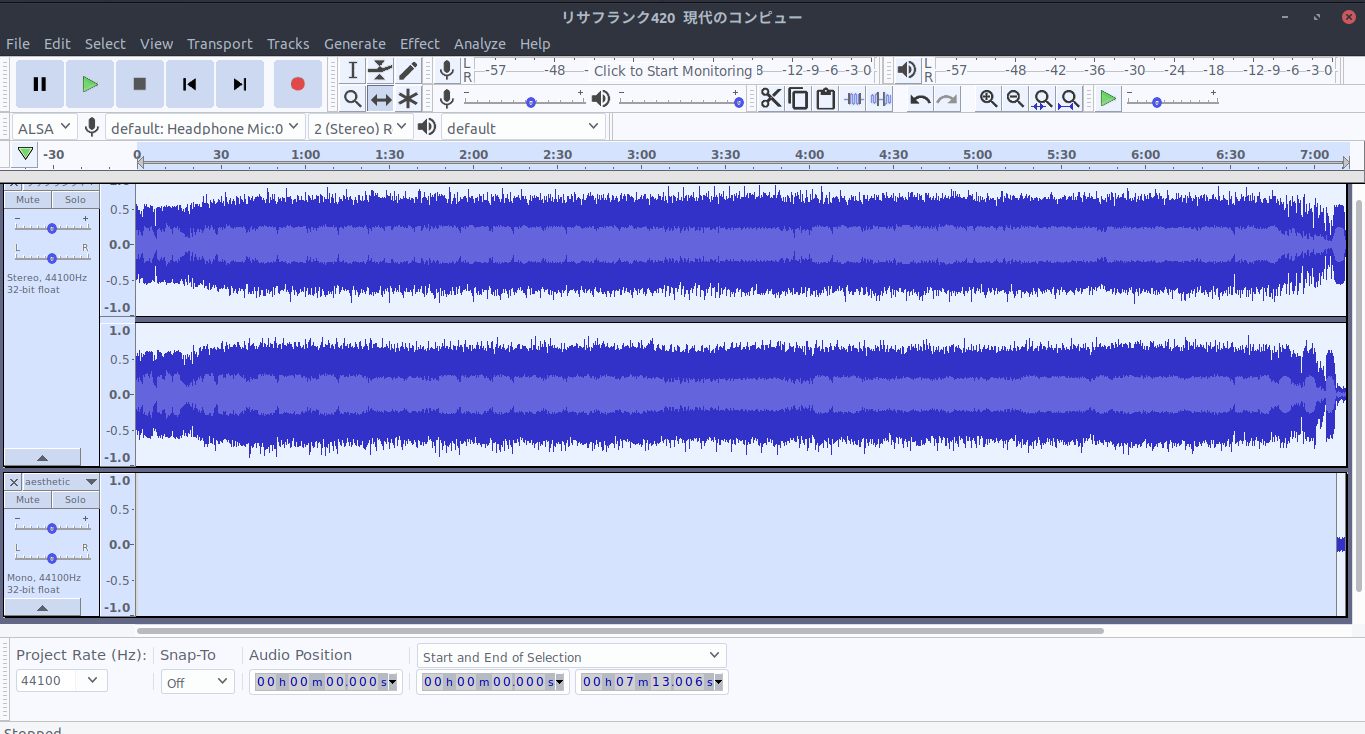 リサフランク420 現代のコンピュー
File Edit Select View Transport Tracks Generate Effect Analyze Help
L R -57 -48 - Click to Start Monitoring 8 -12 -9 -6 -3 0 L R -57 -48 -42 -36 -30 -24 -18 -12 -9 -6 -3 0
- + - + - +
ALSA default: Headphone Mic:0 2 (Stereo) R default
-30 0 30 1:00 1:30 2:00 2:30 3:00 3:30 4:00 4:30 5:00 5:30 6:00 6:30 7:00
Mute Solo
- +
L R
Stereo, 44100Hz
32-bit float
0.5
0.0
-0.5
-1.0
1.0
0.5
0.0
-0.5
-1.0
aesthetic
Mute Solo
- +
L R
Mono, 44100Hz
32-bit float
1.0
0.5
0.0
-0.5
-1.0
Project Rate (Hz): Snap-To Audio Position Start and End of Selection
44100 Off 00 h 00 m 00.000 s 00 h 00 m 00.000 s 00 h 07 m 13.006 s
Stopped